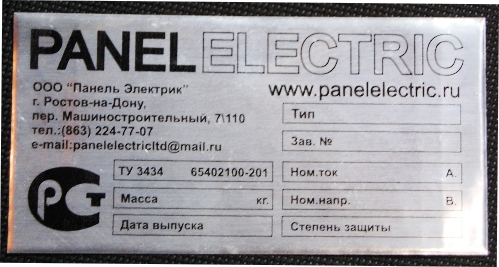 PANELELECTRIC
ООО "Панель Электрик"
г. Ростов-на-Дону,
пер. Машиностроительный, 7\110
тел.:(863) 224-77-07
e-mail:panelelectricltd@mail.ru
www.panelelectric.ru
Тип
Зав. №
РСТ
ТУ 3434 65402100-201
Масса кг.
Дата выпуска
Ном.ток А.
Ном.напр. В.
Степень защиты